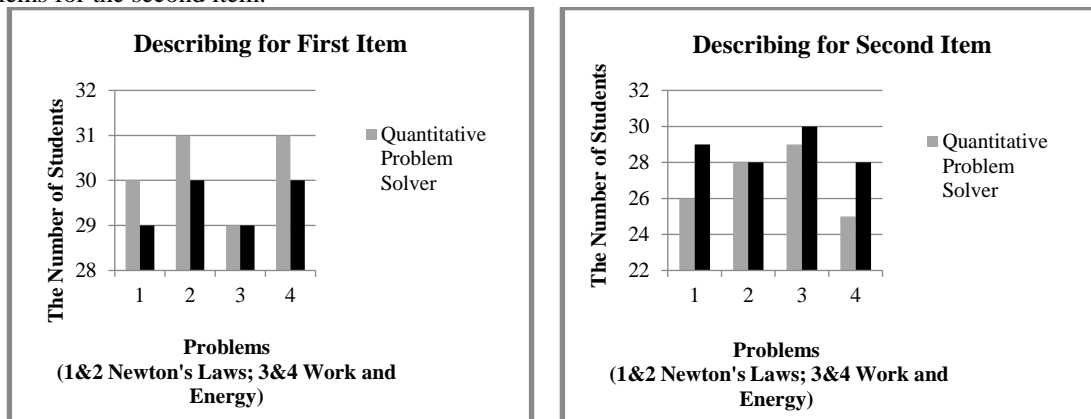 ems for the second item.
Describing for First Item
The Number of Students
32
31
30
29
28
1 2 3 4
Problems
(1&2 Newton's Laws; 3&4 Work and
Energy)
Quantitative
Problem
Solver
Describing for Second Item
The Number of Students
32
30
28
26
24
22
1 2 3 4
Problems
(1&2 Newton's Laws; 3&4 Work and
Energy)
Quantitative
Problem
Solver